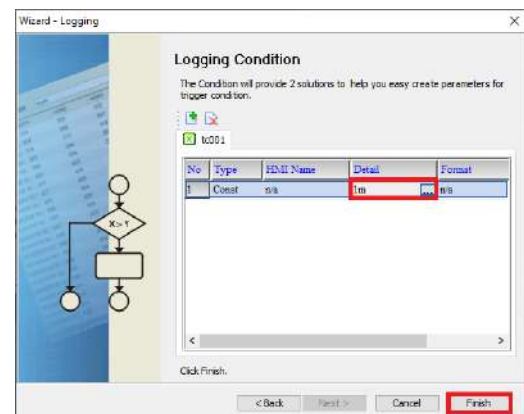 Wizard - Logging
Logging Condition
The Condition will provide 2 solutions to help you easy create parameters for
trigger condition.
tc001
No Type HMI Name Detail Format
1 Const n/a 1m ... n/a
X>Y
Click Finish.
< Back Next > Cancel Finish